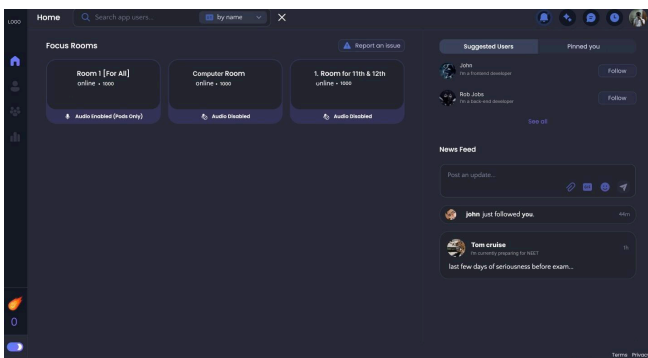 LOGO
Home
Search app users...
by name
Focus Rooms
Report an issue
Room 1 [For All]
online • 1000
Audio Enabled (Pods Only)
Computer Room
online • 1000
Audio Disabled
1. Room for 11th & 12th
online • 1000
Audio Disabled
0
Suggested Users
Pinned you
John
I'm a frontend developer
Follow
Rob Jobs
I'm a back-end developer
Follow
See all
News Feed
Post an update...
GIF
john just followed you.
44m
Tom cruise
I'm currently preparing for NEET
1h
last few days of seriousness before exam...
Terms Privacy